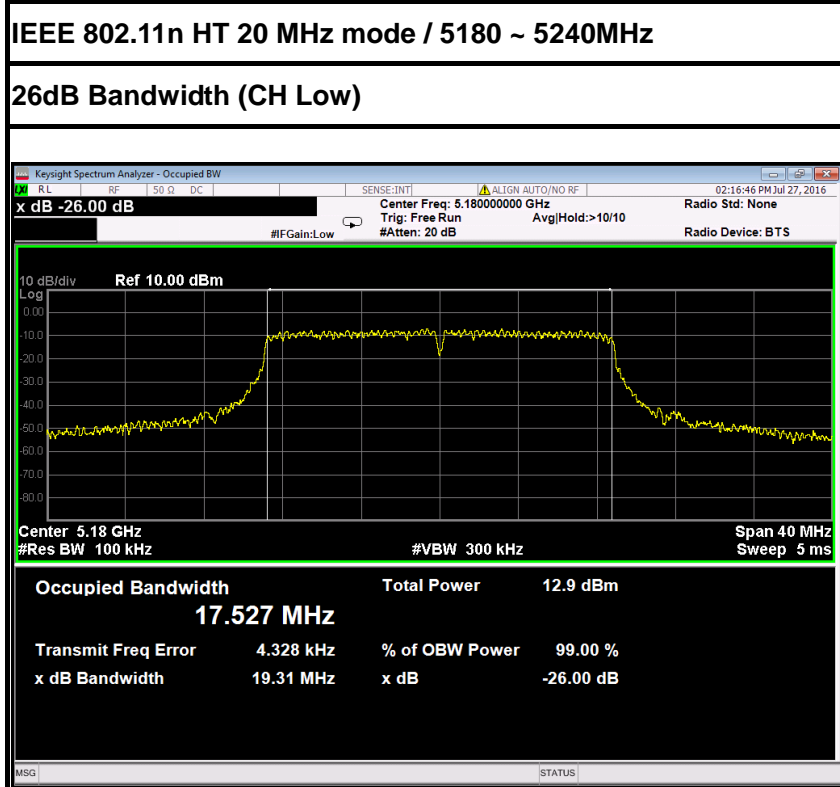 IEEE 802.11n HT 20 MHz mode / 5180 ~ 5240MHz
26dB Bandwidth (CH Low)
Keysight Spectrum Analyzer - Occupied BW
LXI RL RF 50 Ω DC SENSE:INT ALIGN AUTO/NO RF 02:16:46 PM Jul 27, 2016
x dB -26.00 dB Center Freq: 5.180000000 GHz Radio Std: None
Trig: Free Run Avg|Hold:>10/10
#IFGain:Low #Atten: 20 dB Radio Device: BTS
10 dB/div Ref 10.00 dBm
Log
0.00
-10.0
-20.0
-30.0
-40.0
-50.0
-60.0
-70.0
-80.0
Center 5.18 GHz Span 40 MHz
#Res BW 100 kHz #VBW 300 kHz Sweep 5 ms
Occupied Bandwidth Total Power 12.9 dBm
17.527 MHz
Transmit Freq Error 4.328 kHz % of OBW Power 99.00 %
x dB Bandwidth 19.31 MHz x dB -26.00 dB
MSG STATUS